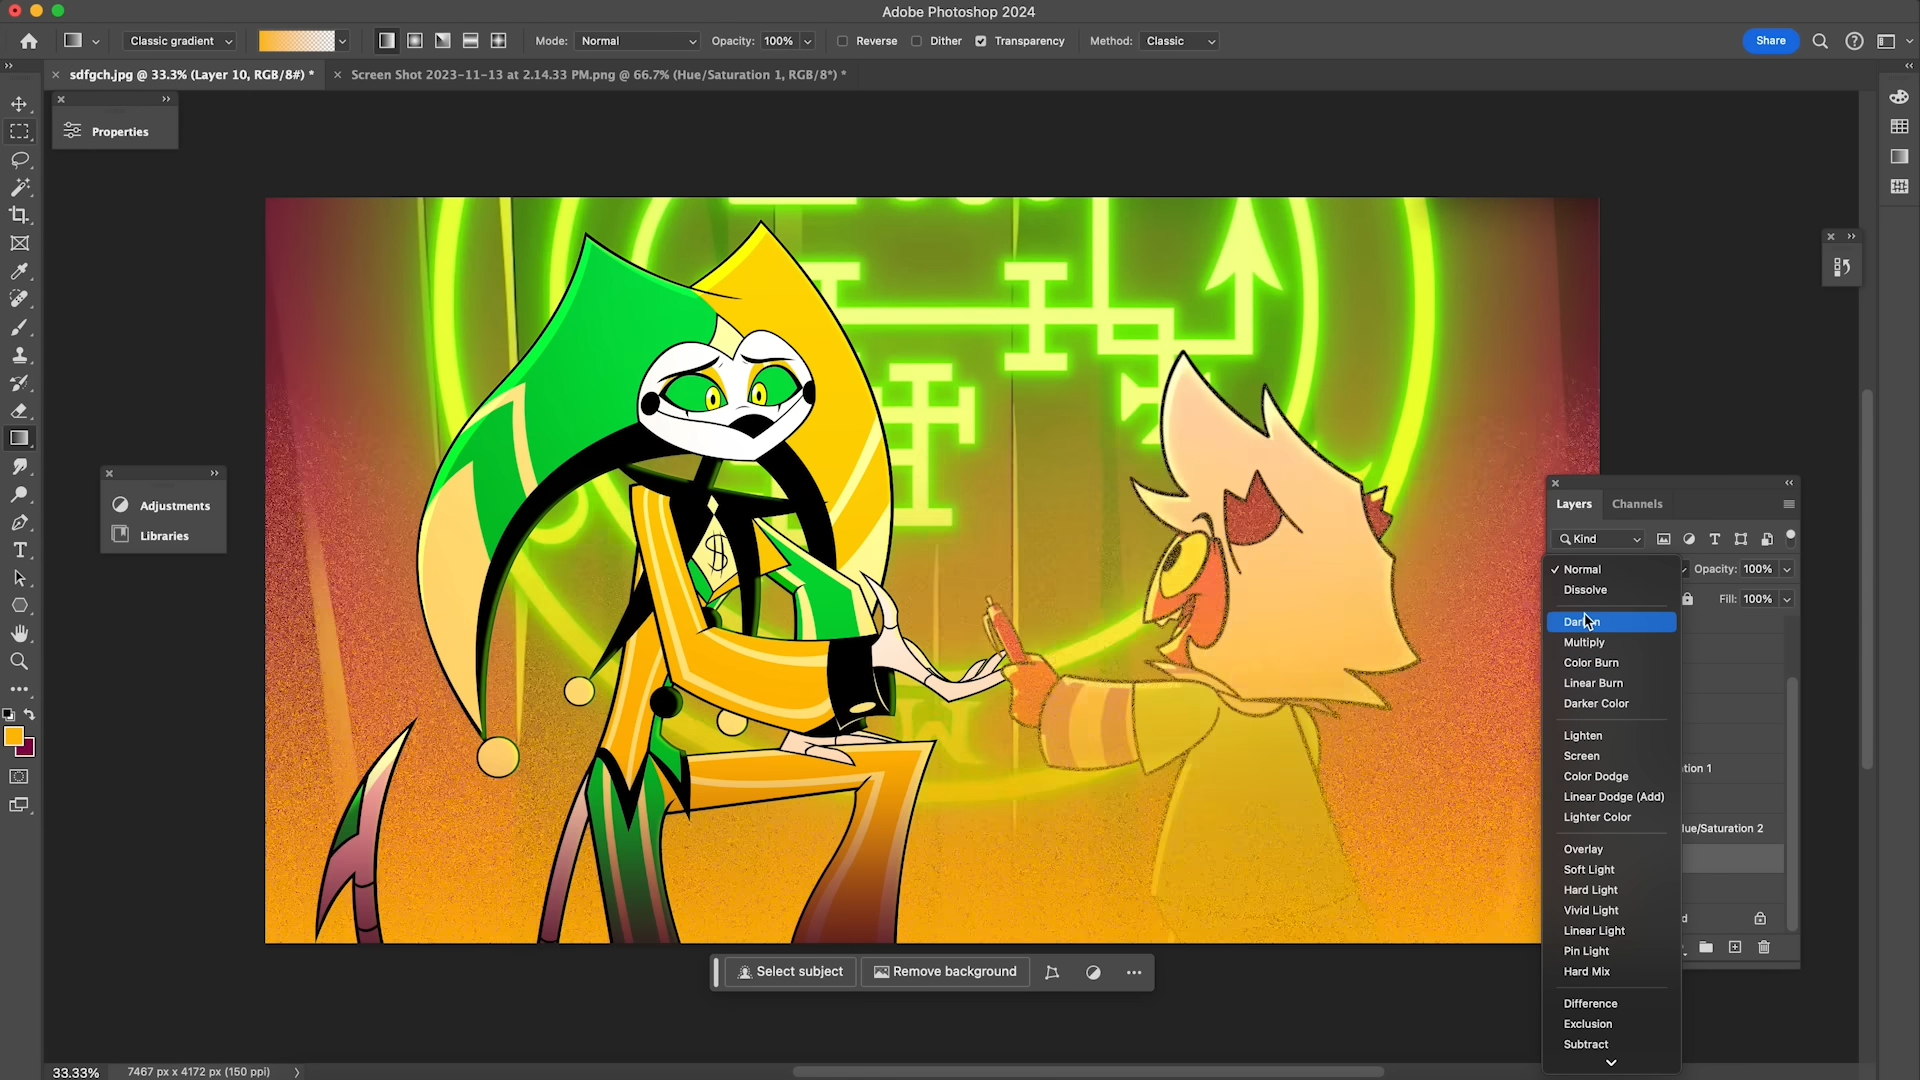 Adobe Photoshop 2024
Classic gradient
Mode: Normal
Opacity: 100%
Reverse
Dither
Transparency
Method: Classic
Share
sdfgch.jpg @ 33.3% (Layer 10, RGB/8#) *
Screen Shot 2023-11-13 at 2.14.33 PM.png @ 66.7% (Hue/Saturation 1, RGB/8*) *
Properties
Adjustments
Libraries
$
Layers
Channels
Kind
Normal
Opacity: 100%
Dissolve
Fill: 100%
Multiply
Color Burn
Linear Burn
Darker Color
Lighten
Screen
Color Dodge
tion 1
Linear Dodge (Add)
Lighter Color
lue/Saturation 2
Overlay
Soft Light
Hard Light
Vivid Light
d
Linear Light
Pin Light
Hard Mix
Difference
Exclusion
Subtract
Select subject
Remove background
33.33%
7467 px x 4172 px (150 ppi)